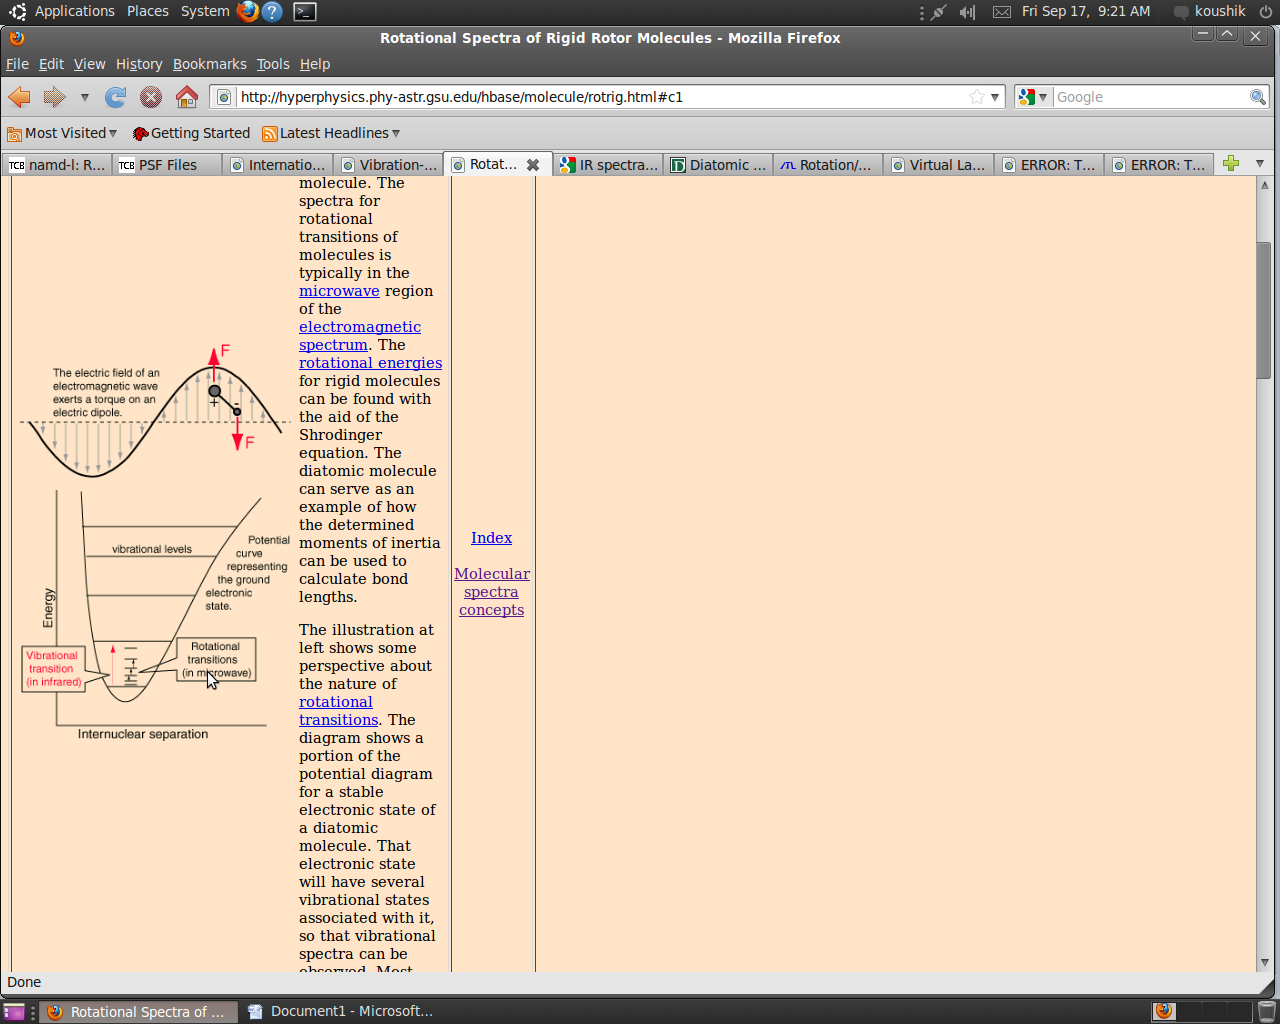 Applications Places System
Fri Sep 17, 9:21 AM koushik
Rotational Spectra of Rigid Rotor Molecules - Mozilla Firefox
File Edit View History Bookmarks Tools Help
http://hyperphysics.phy-astr.gsu.edu/hbase/molecule/rotrig.html#c1
Google
Most Visited Getting Started Latest Headlines
TCB namd-l: R...
TCB PSF Files
Internatio...
Vibration-...
Rotat...
IR spectra...
Diatomic ...
Rotation/...
Virtual La...
ERROR: T...
ERROR: T...
The electric field of an
electromagnetic wave
exerts a torque on an
electric dipole.
F
+
-
F
vibrational levels
Potential
curve
representing
the ground
electronic
state.
Energy
Vibrational
transition
(in infrared)
Rotational
transitions
(in microwave)
Internuclear separation
molecule. The
spectra for
rotational
transitions of
molecules is
typically in the
microwave region
of the
electromagnetic
spectrum. The
rotational energies
for rigid molecules
can be found with
the aid of the
Shrodinger
equation. The
diatomic molecule
can serve as an
example of how
the determined
moments of inertia
can be used to
calculate bond
lengths.
The illustration at
left shows some
perspective about
the nature of
rotational
transitions. The
diagram shows a
portion of the
potential diagram
for a stable
electronic state of
a diatomic
molecule. That
electronic state
will have several
vibrational states
associated with it,
so that vibrational
spectra can be
observed. Most
Index
Molecular
spectra
concepts
Done
Rotational Spectra of ...
Document1 - Microsoft...